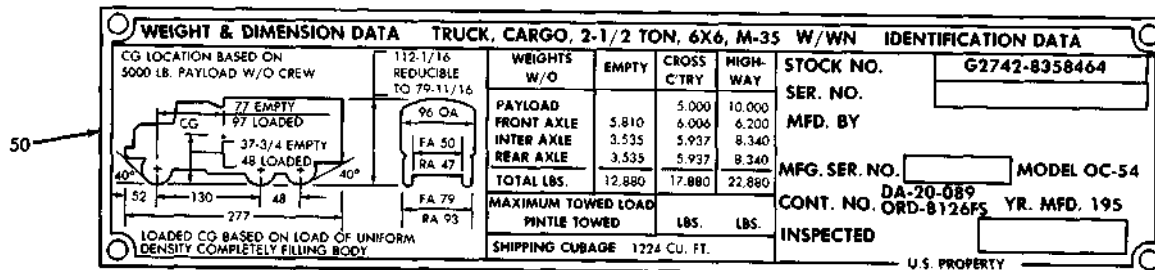 WEIGHT & DIMENSION DATA TRUCK, CARGO, 2-1/2 TON, 6X6, M-35 W/WN IDENTIFICATION DATA
CG LOCATION BASED ON
5000 LB. PAYLOAD W/O CREW
112-1/16
REDUCIBLE
TO 79-11/16
77 EMPTY
97 LOADED
CG
37-3/4 EMPTY
48 LOADED
40°
40°
52 130 48
277
96 OA
FA 50
RA 47
FA 79
RA 93
LOADED CG BASED ON LOAD OF UNIFORM
DENSITY COMPLETELY FILLING BODY
50
WEIGHTS W/O EMPTY CROSS C'TRY HIGH-WAY
PAYLOAD 5.000 10.000
FRONT AXLE 5.810 6.006 6.200
INTER AXLE 3.535 5.937 8.340
REAR AXLE 3.535 5.937 8.340
TOTAL LBS. 12,880 17.880 22,880
MAXIMUM TOWED LOAD
PINTLE TOWED LBS. LBS.
SHIPPING CUBAGE 1224 CU. FT.
STOCK NO. G2742-8358464
SER. NO.
MFD. BY
MFG. SER. NO. MODEL OC-54
CONT. NO. DA-20-089
ORD-8126FS YR. MFD. 195
INSPECTED
U.S. PROPERTY